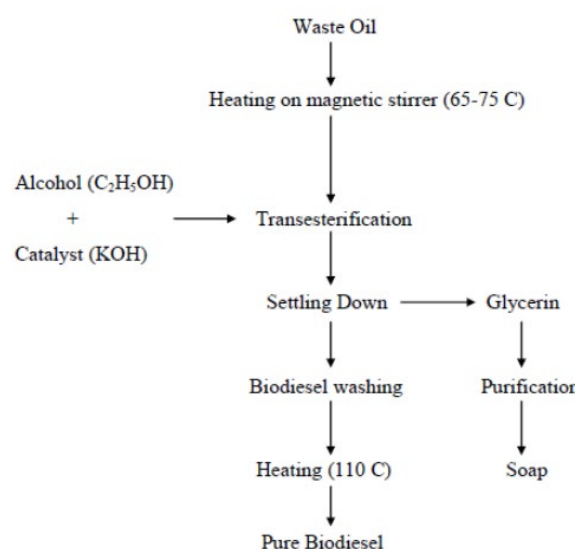 Waste Oil
Heating on magnetic stirrer (65-75 C)
Alcohol (C₂H₅OH)
+
Catalyst (KOH)
Transesterification
Settling Down
Glycerin
Biodiesel washing
Purification
Heating (110 C)
Soap
Pure Biodiesel